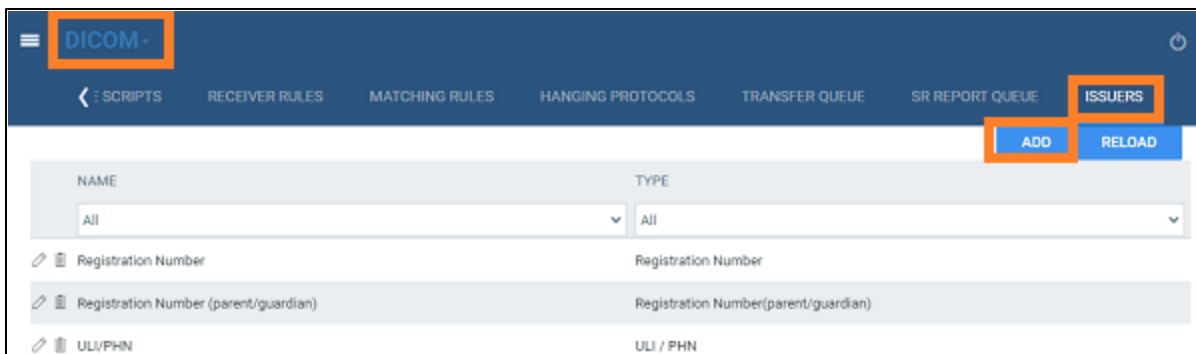 DICOM
SCRIPTS RECEIVER RULES MATCHING RULES HANGING PROTOCOLS TRANSFER QUEUE SR REPORT QUEUE ISSUERS
ADD RELOAD
NAME TYPE
All All
Registration Number Registration Number
Registration Number (parent/guardian) Registration Number(parent/guardian)
ULI/PHN ULI / PHN